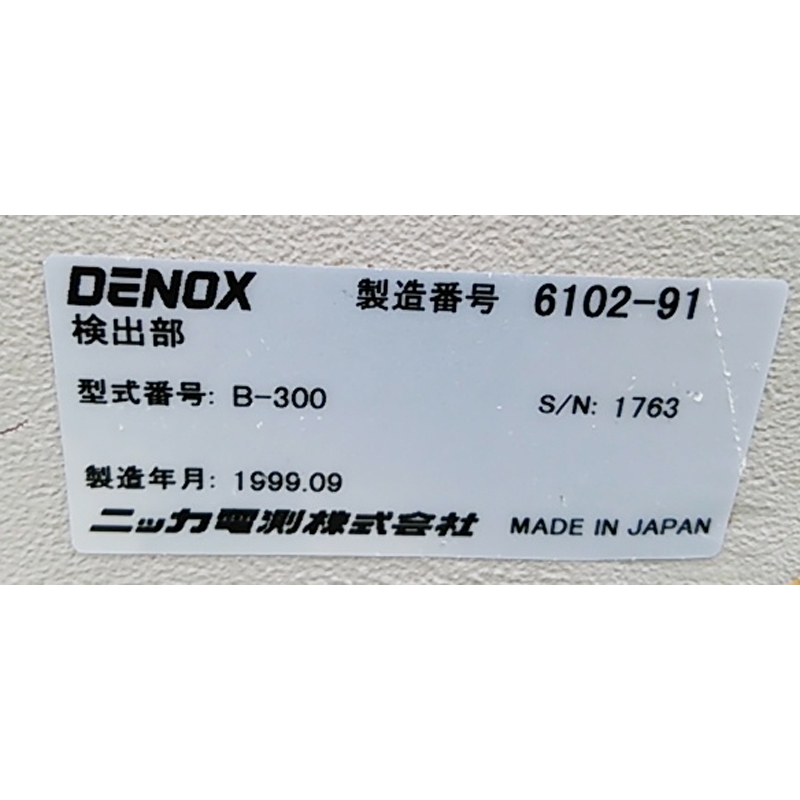 DENOX 製造番号 6102-91
検出部
型式番号: B-300 S/N: 1763
製造年月: 1999.09
ニッカ電測株式会社 MADE IN JAPAN